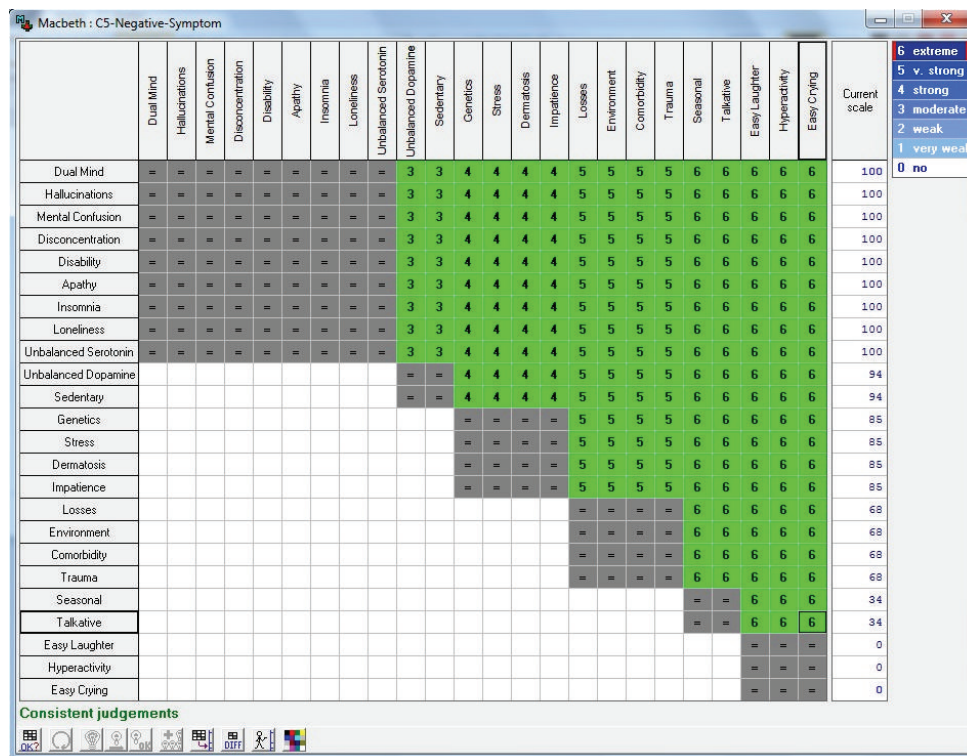 Macbeth : C5-Negative-Symptom
Dual Mind
Hallucinations
Mental Confusion
Disconcentration
Disability
Apathy
Insomnia
Loneliness
Unbalanced Serotonin
Unbalanced Dopamine
Sedentary
Genetics
Stress
Dermatosis
Impatience
Losses
Environment
Comorbidity
Trauma
Seasonal
Talkative
Easy Laughter
Hyperactivity
Easy Crying
Current
scale
6 extreme
5 v. strong
4 strong
3 moderate
2 weak
1 very weak
0 no
Dual Mind = = = = = = = = = 3 3 4 4 4 4 5 5 5 5 6 6 6 6 6 100
Hallucinations = = = = = = = = = 3 3 4 4 4 4 5 5 5 5 6 6 6 6 6 100
Mental Confusion = = = = = = = = = 3 3 4 4 4 4 5 5 5 5 6 6 6 6 6 100
Disconcentration = = = = = = = = = 3 3 4 4 4 4 5 5 5 5 6 6 6 6 6 100
Disability = = = = = = = = = 3 3 4 4 4 4 5 5 5 5 6 6 6 6 6 100
Apathy = = = = = = = = = 3 3 4 4 4 4 5 5 5 5 6 6 6 6 6 100
Insomnia = = = = = = = = = 3 3 4 4 4 4 5 5 5 5 6 6 6 6 6 100
Loneliness = = = = = = = = = 3 3 4 4 4 4 5 5 5 5 6 6 6 6 6 100
Unbalanced Serotonin = = = = = = = = = 3 3 4 4 4 4 5 5 5 5 6 6 6 6 6 100
Unbalanced Dopamine = = 4 4 4 4 5 5 5 5 6 6 6 6 6 94
Sedentary = = 4 4 4 4 5 5 5 5 6 6 6 6 6 94
Genetics = = = = 5 5 5 5 6 6 6 6 6 85
Stress = = = = 5 5 5 5 6 6 6 6 6 85
Dermatosis = = = = 5 5 5 5 6 6 6 6 6 85
Impatience = = = = 5 5 5 5 6 6 6 6 6 85
Losses = = = = 6 6 6 6 6 68
Environment = = = = 6 6 6 6 6 68
Comorbidity = = = = 6 6 6 6 6 68
Trauma = = = = 6 6 6 6 6 68
Seasonal = = 6 6 6 34
Talkative = = 6 6 6 34
Easy Laughter = = = 0
Hyperactivity = = = 0
Easy Crying = = = 0
Consistent judgements
OK? OK DIFF